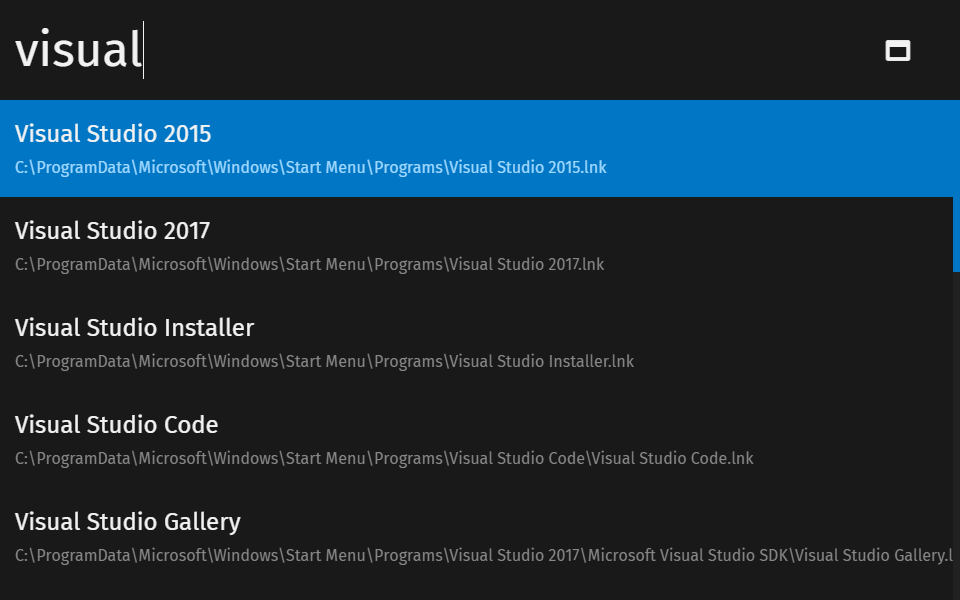 visual
Visual Studio 2015
C:\ProgramData\Microsoft\Windows\Start Menu\Programs\Visual Studio 2015.lnk
Visual Studio 2017
C:\ProgramData\Microsoft\Windows\Start Menu\Programs\Visual Studio 2017.lnk
Visual Studio Installer
C:\ProgramData\Microsoft\Windows\Start Menu\Programs\Visual Studio Installer.lnk
Visual Studio Code
C:\ProgramData\Microsoft\Windows\Start Menu\Programs\Visual Studio Code\Visual Studio Code.lnk
Visual Studio Gallery
C:\ProgramData\Microsoft\Windows\Start Menu\Programs\Visual Studio 2017\Microsoft Visual Studio SDK\Visual Studio Gallery.l